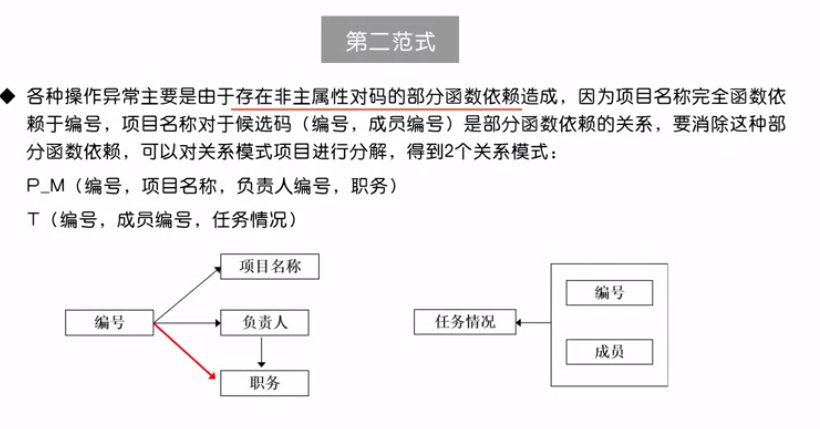 第二范式
◆ 各种操作异常主要是由于存在非主属性对码的部分函数依赖造成，因为项目名称完全函数依
赖于编号，项目名称对于候选码（编号，成员编号）是部分函数依赖的关系，要消除这种部
分函数依赖，可以对关系模式项目进行分解，得到2个关系模式：
P_M（编号，项目名称，负责人编号，职务）
T（编号，成员编号，任务情况）
项目名称
编号
负责人
职务
任务情况
编号
成员